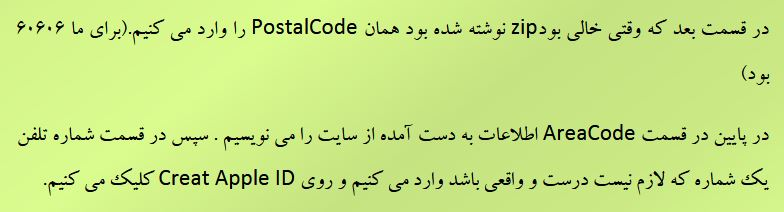 در قسمت بعد که وقتی خالی بودzip نوشته شده بود همان PostalCode را وارد می کنیم.(برای ما ۶۰۶۰۶
بود)
در پایین در قسمت AreaCode اطلاعات به دست آمده از سایت را می نویسیم . سپس در قسمت شماره تلفن
یک شماره که لازم نیست درست و واقعی باشد وارد می کنیم و روی Creat Apple ID کلیک می کنیم.